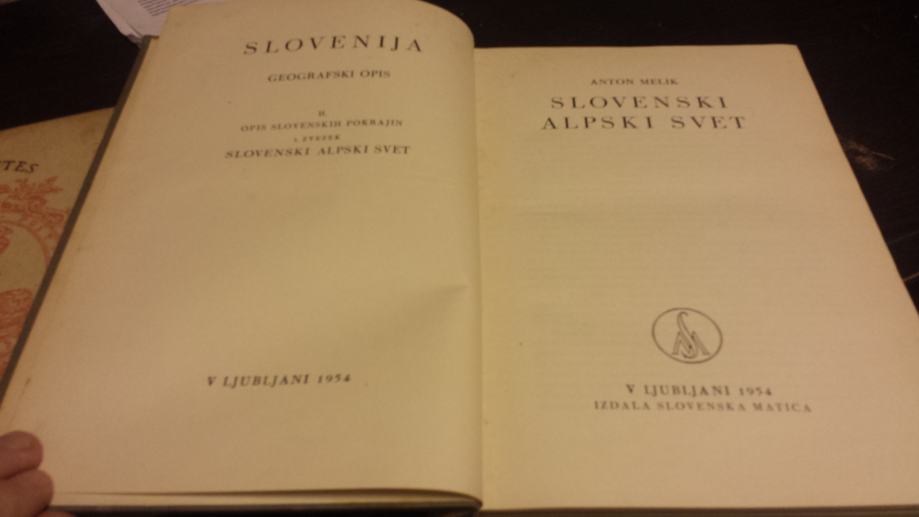 SLOVENIJA
GEOGRAFSKI OPIS
II
OPIS SLOVENSKIH POKRAJIN
1. ZVEZEK
SLOVENSKI ALPSKI SVET
V LJUBLJANI 1954
ANTON MELIK
SLOVENSKI
ALPSKI SVET
SM
V LJUBLJANI 1954
IZDALA SLOVENSKA MATICA